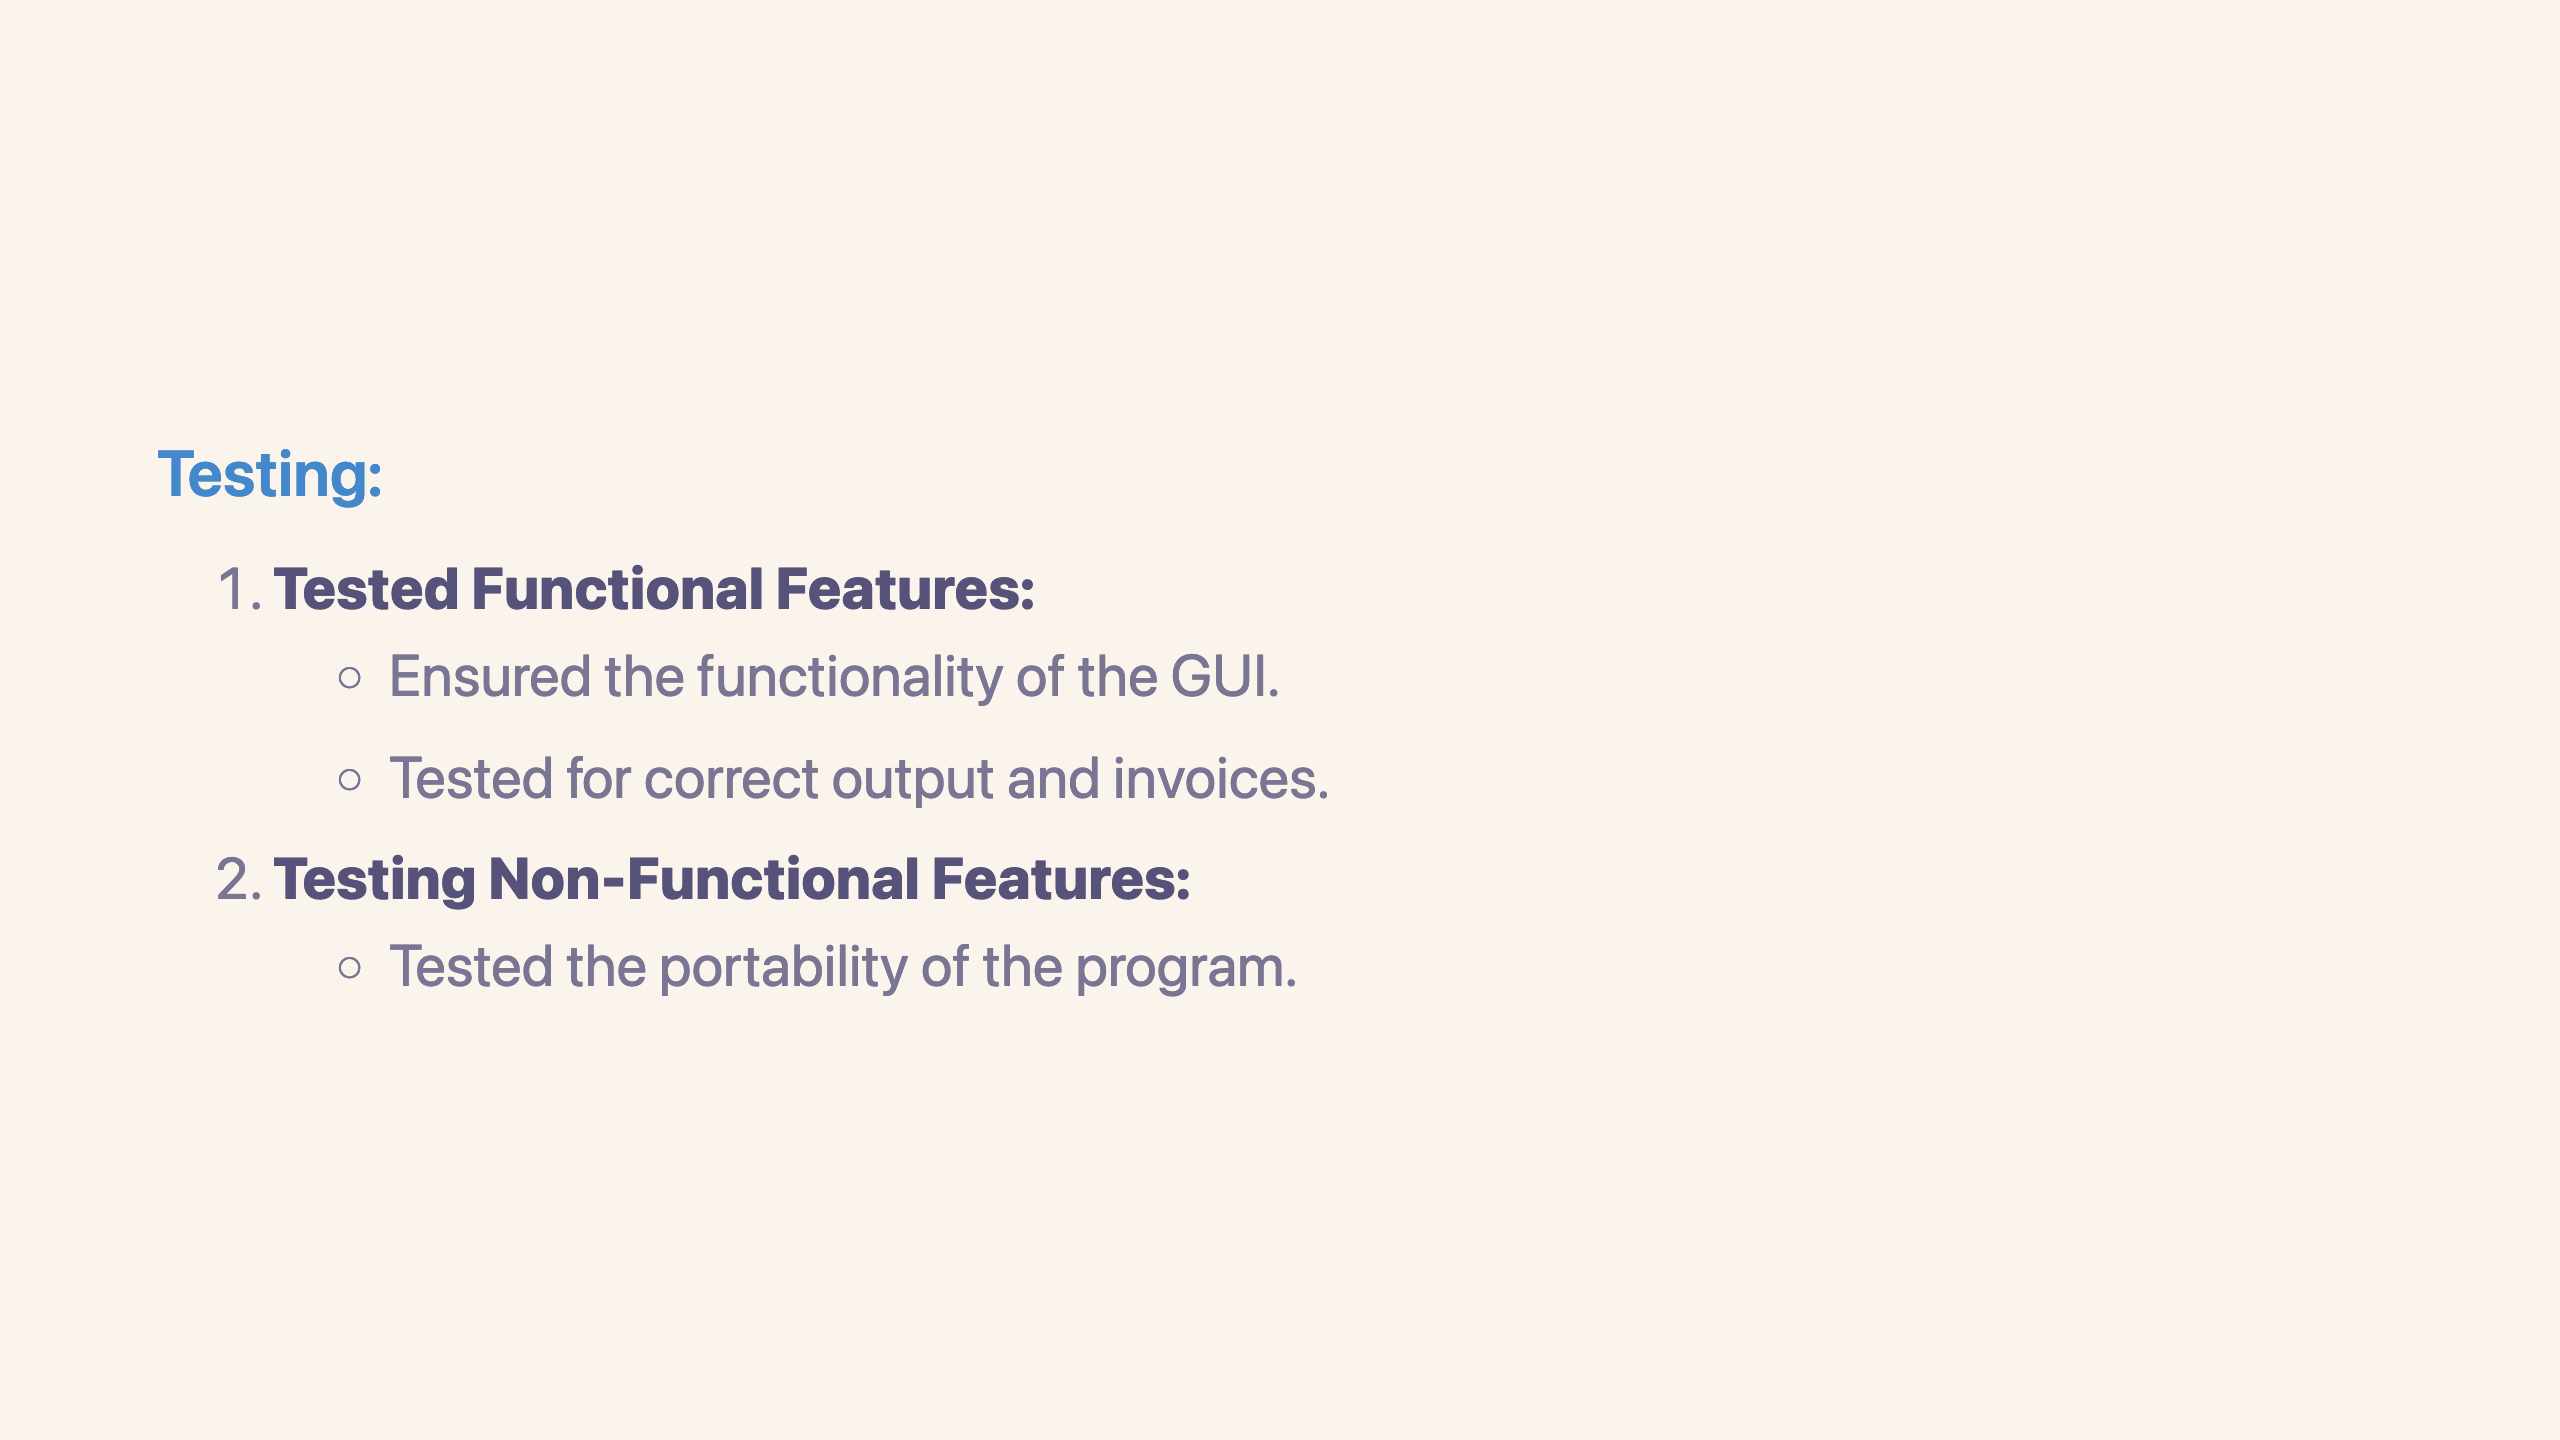 Testing:
1. Tested Functional Features:
○ Ensured the functionality of the GUI.
○ Tested for correct output and invoices.
2. Testing Non-Functional Features:
○ Tested the portability of the program.